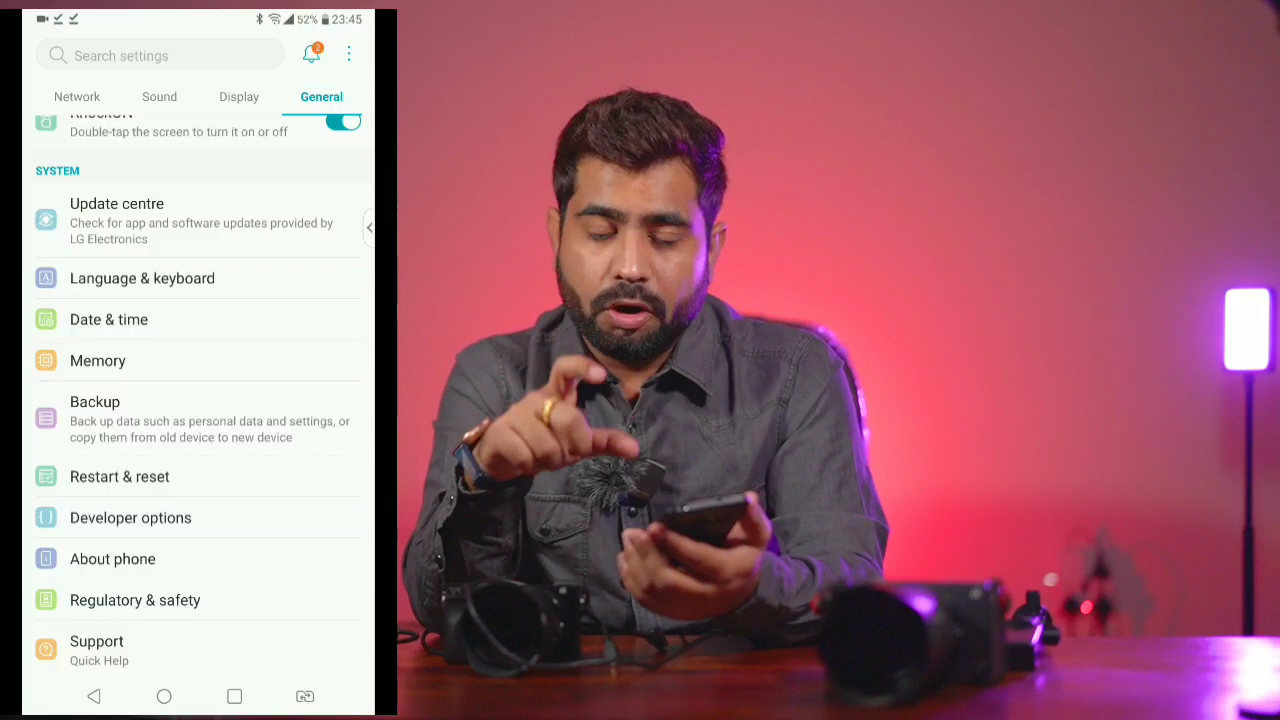 52% 23:45
Search settings
2
Network Sound Display General
KnockON
Double-tap the screen to turn it on or off
SYSTEM
Update centre
Check for app and software updates provided by
LG Electronics
Language & keyboard
Date & time
Memory
Backup
Back up data such as personal data and settings, or
copy them from old device to new device
Restart & reset
Developer options
About phone
Regulatory & safety
Support
Quick Help